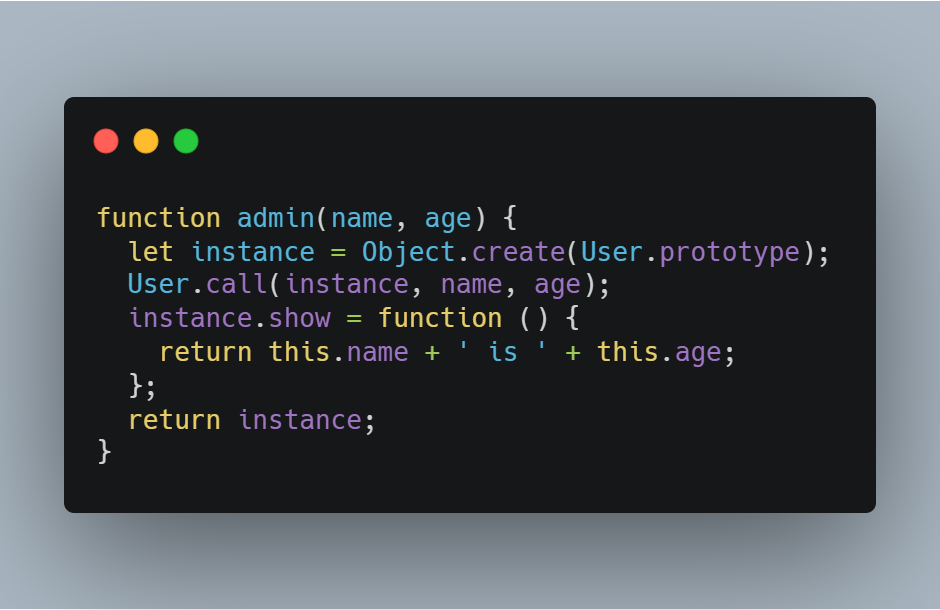 function admin(name, age) {
  let instance = Object.create(User.prototype);
  User.call(instance, name, age);
  instance.show = function () {
    return this.name + ' is ' + this.age;
  };
  return instance;
}